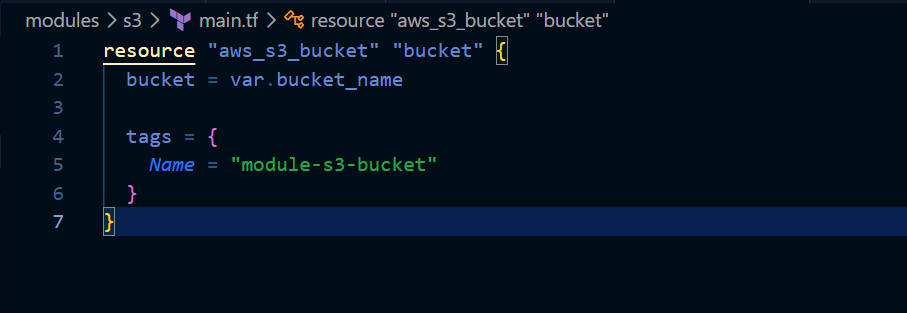 modules > s3 > main.tf > resource "aws_s3_bucket" "bucket"
1 resource "aws_s3_bucket" "bucket" {
2   bucket = var.bucket_name
3
4   tags = {
5     Name = "module-s3-bucket"
6   }
7 }